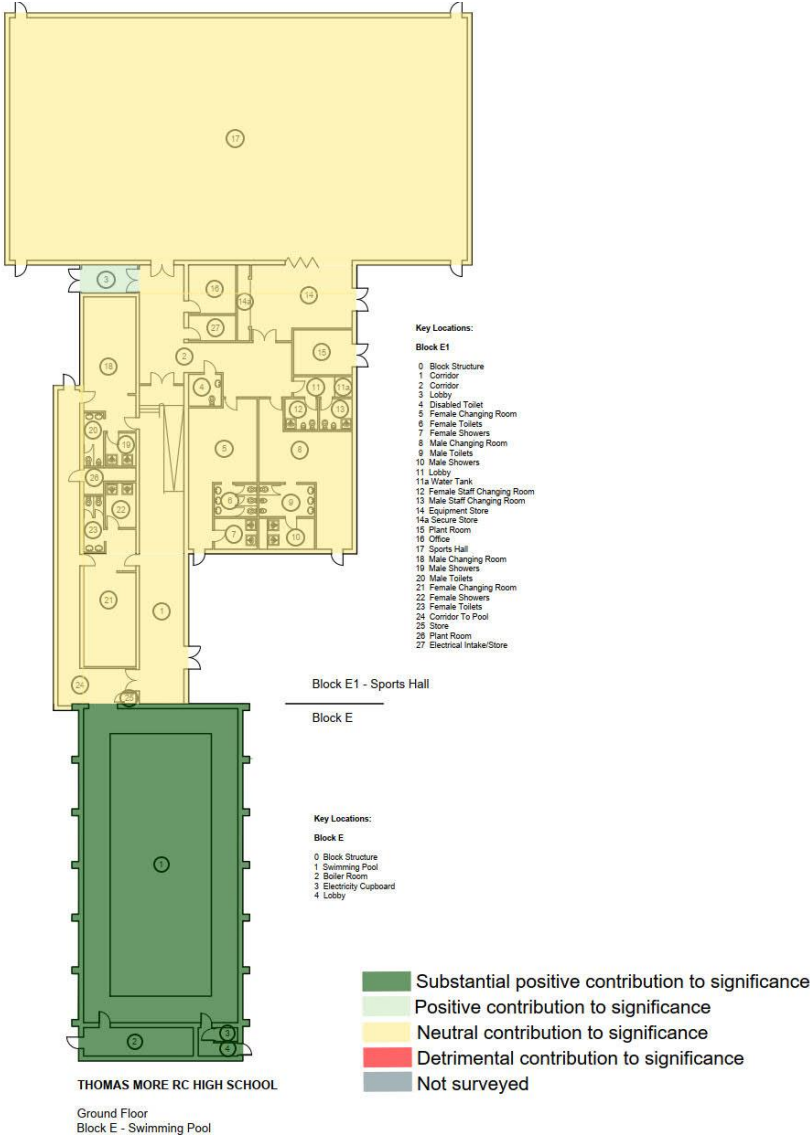 17
3
16
14a
14
27
18
2
15
4
11
11a
20
12
13
19
5
8
26
22
6
9
23
7
10
21
1
24
25
Key Locations:
Block E1
0 Block Structure
1 Corridor
2 Corridor
3 Lobby
4 Disabled Toilet
5 Female Changing Room
6 Female Toilets
7 Female Showers
8 Male Changing Room
9 Male Toilets
10 Male Showers
11 Lobby
11a Water Tank
12 Female Staff Changing Room
13 Male Staff Changing Room
14 Equipment Store
14a Secure Store
15 Plant Room
16 Office
17 Sports Hall
18 Male Changing Room
19 Male Showers
20 Male Toilets
21 Female Changing Room
22 Female Showers
23 Female Toilets
24 Corridor To Pool
25 Store
26 Plant Room
27 Electrical Intake/Store
Block E1 - Sports Hall
Block E
Key Locations:
Block E
0 Block Structure
1 Swimming Pool
2 Boiler Room
3 Electricity Cupboard
4 Lobby
1
2
3
4
Substantial positive contribution to significance
Positive contribution to significance
Neutral contribution to significance
Detrimental contribution to significance
Not surveyed
THOMAS MORE RC HIGH SCHOOL
Ground Floor
Block E - Swimming Pool